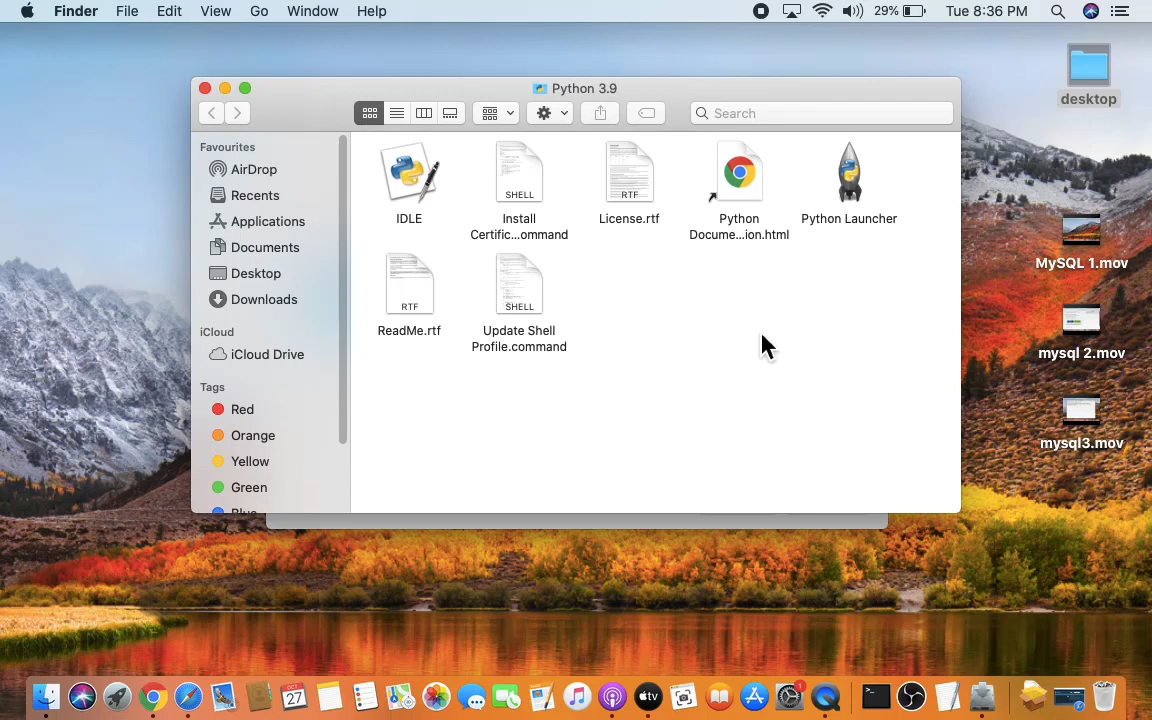 Finder File Edit View Go Window Help 29% Tue 8:36 PM
Python 3.9
Search
Favourites
AirDrop
Recents
Applications
Documents
Desktop
Downloads
iCloud
iCloud Drive
Tags
Red
Orange
Yellow
Green
Blue
IDLE
SHELL
Install
Certific...ommand
RTF
License.rtf
Python
Docume...ion.html
Python Launcher
RTF
ReadMe.rtf
SHELL
Update Shell
Profile.command
desktop
MySQL 1.mov
mysql 2.mov
mysql3.mov
OCT
27
tv
1